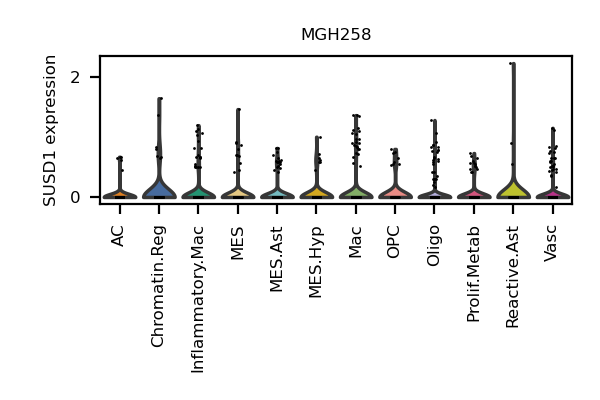 MGH258
SUSD1 expression
2
0
AC
Chromatin.Reg
Inflammatory.Mac
MES
MES.Ast
MES.Hyp
Mac
OPC
Oligo
Prolif.Metab
Reactive.Ast
Vasc